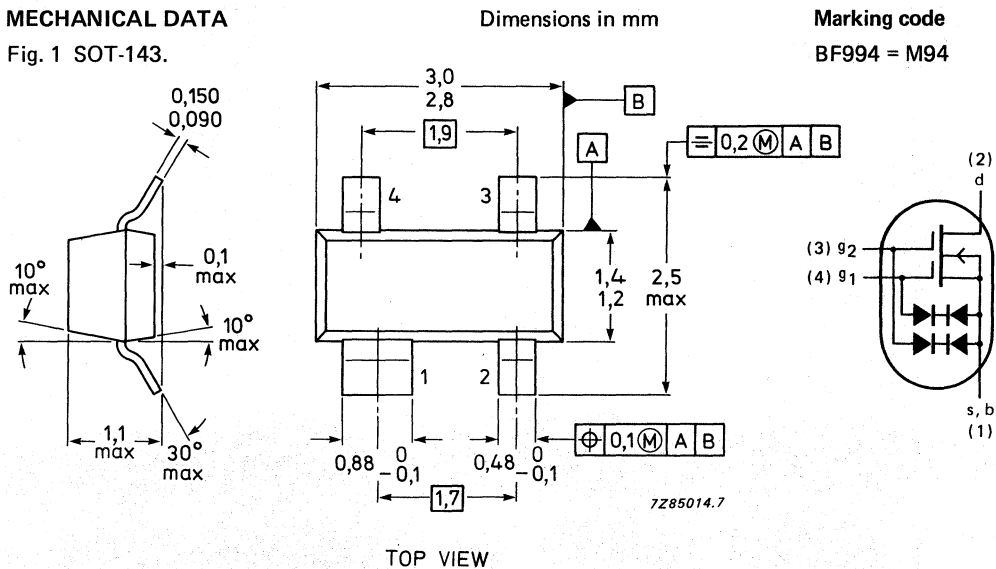 MECHANICAL DATA
Dimensions in mm
Marking code
Fig. 1 SOT-143.
BF994 = M94
0,150
0,090
3,0
2,8
B
1,9
A
0,2 M A B
4
3
(2)
d
10°
max
0,1
max
1,4
1,2
2,5
max
(3) g2
(4) g1
10°
max
1
2
1,1
max
30°
max
0,88 0
-0,1
0,48 0
-0,1
0,1 M A B
s, b
(1)
1,7
7Z85014.7
TOP VIEW